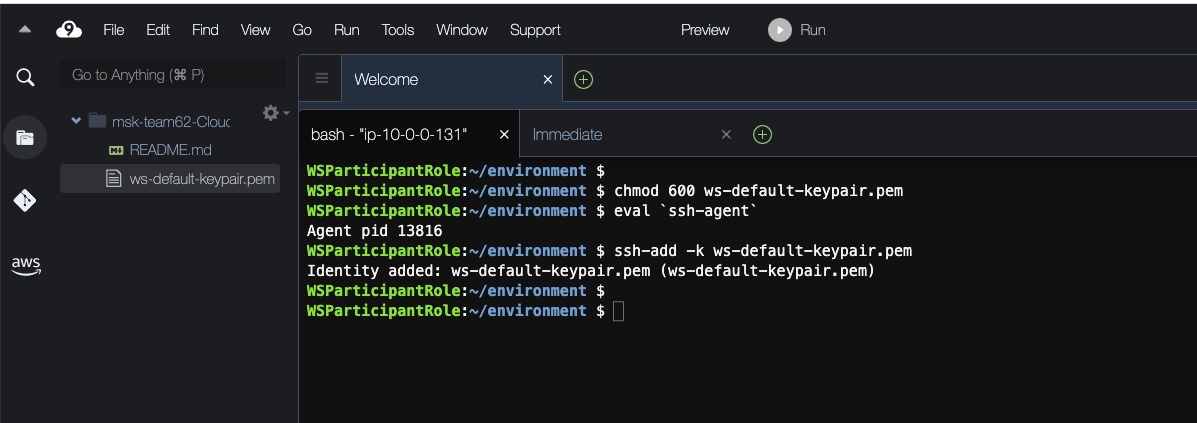 9 File Edit Find View Go Run Tools Window Support Preview Run
Go to Anything (⌘ P)
Welcome
msk-team62-Cloud
README.md
ws-default-keypair.pem
aws
bash - "ip-10-0-0-131" Immediate
WSParticipantRole:~/environment $
WSParticipantRole:~/environment $ chmod 600 ws-default-keypair.pem
WSParticipantRole:~/environment $ eval `ssh-agent`
Agent pid 13816
WSParticipantRole:~/environment $ ssh-add -k ws-default-keypair.pem
Identity added: ws-default-keypair.pem (ws-default-keypair.pem)
WSParticipantRole:~/environment $
WSParticipantRole:~/environment $